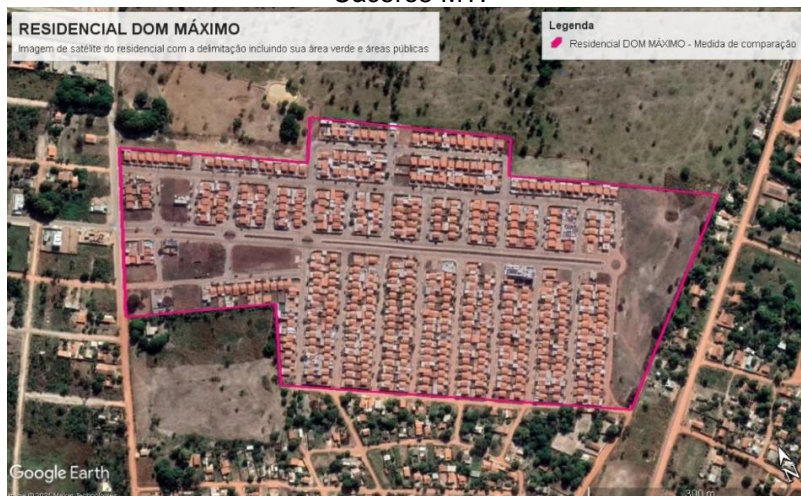 RESIDENCIAL DOM MÁXIMO
Imagem de satélite do residencial com a delimitação incluindo sua área verde e áreas públicas
Legenda
Residencial DOM MÁXIMO - Medida de comparação
Google Earth
300 m
N